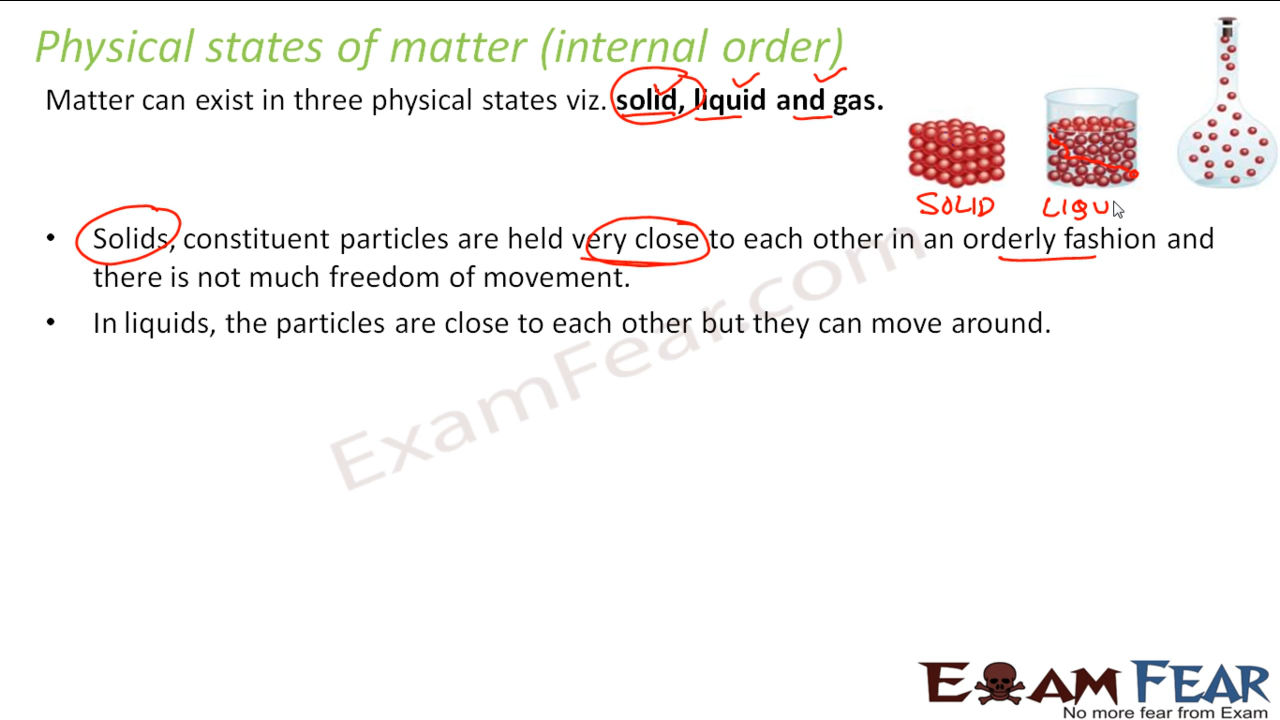 Physical states of matter (internal order)
Matter can exist in three physical states viz. solid, liquid and gas.
SOLID LIQU
• Solids, constituent particles are held very close to each other in an orderly fashion and
there is not much freedom of movement.
• In liquids, the particles are close to each other but they can move around.
ExamFear.com
EXAM FEAR
No more fear from Exam